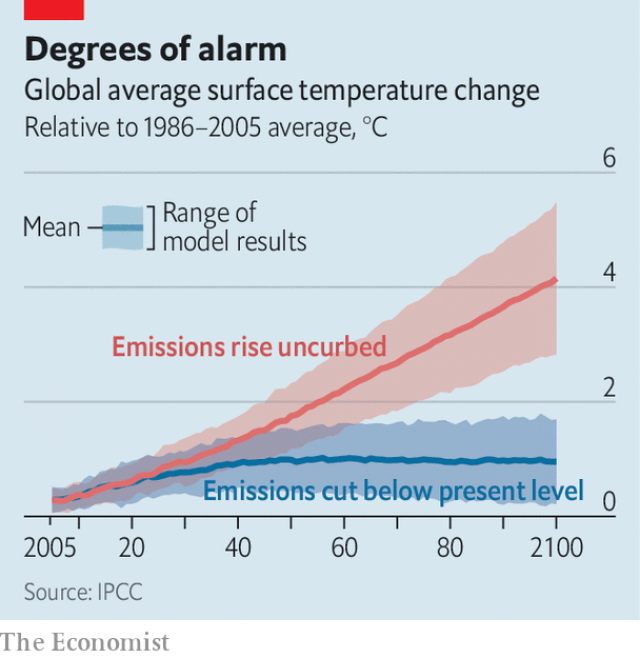 Degrees of alarm
Global average surface temperature change
Relative to 1986–2005 average, °C
6
Mean
Range of
model results
4
Emissions rise uncurbed
2
Emissions cut below present level
0
2005 20 40 60 80 2100
Source: IPCC
The Economist